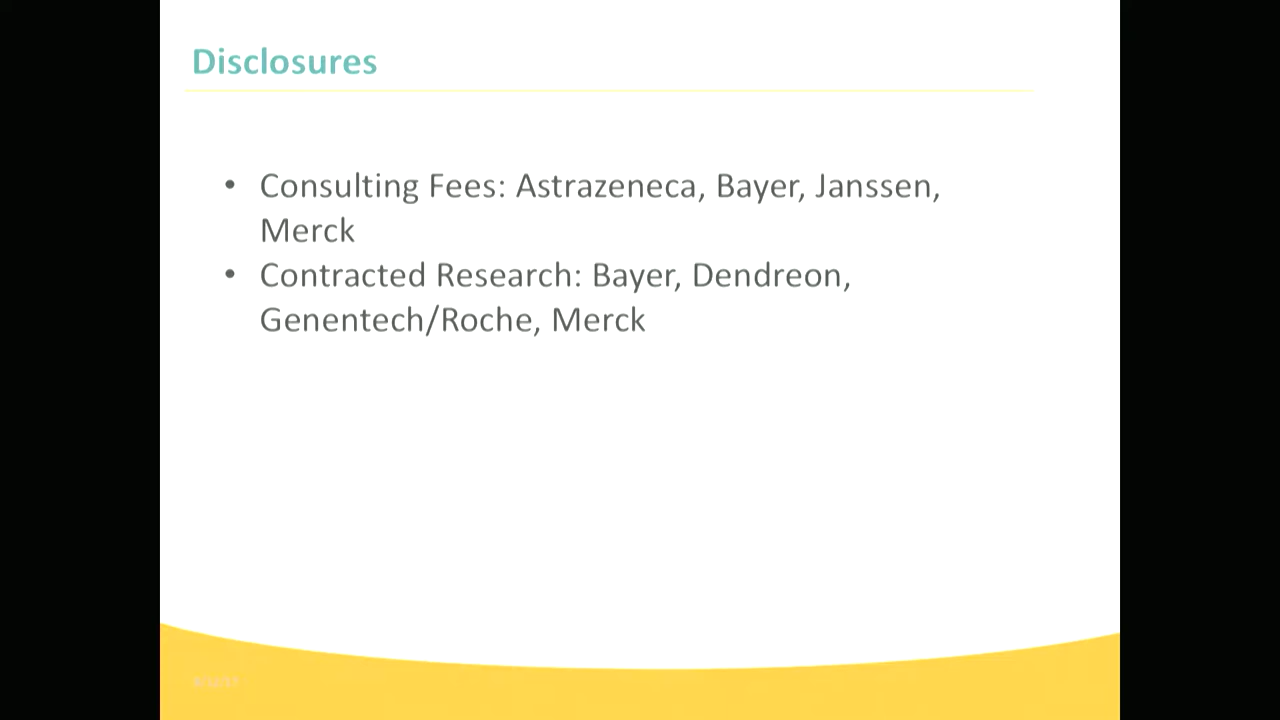 Disclosures
• Consulting Fees: Astrazeneca, Bayer, Janssen,
Merck
• Contracted Research: Bayer, Dendreon,
Genentech/Roche, Merck